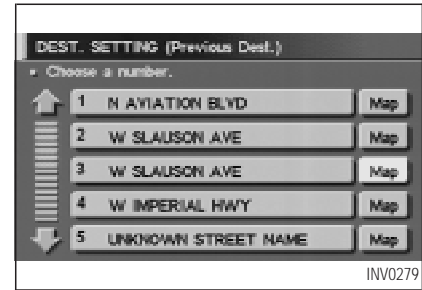 DEST. SETTING (Previous Dest.)
• Choose a number.
1 N AVIATION BLVD Map
2 W SLAUSON AVE Map
3 W SLAUSON AVE Map
4 W IMPERIAL HWY Map
5 UNKNOWN STREET NAME Map
INV0279